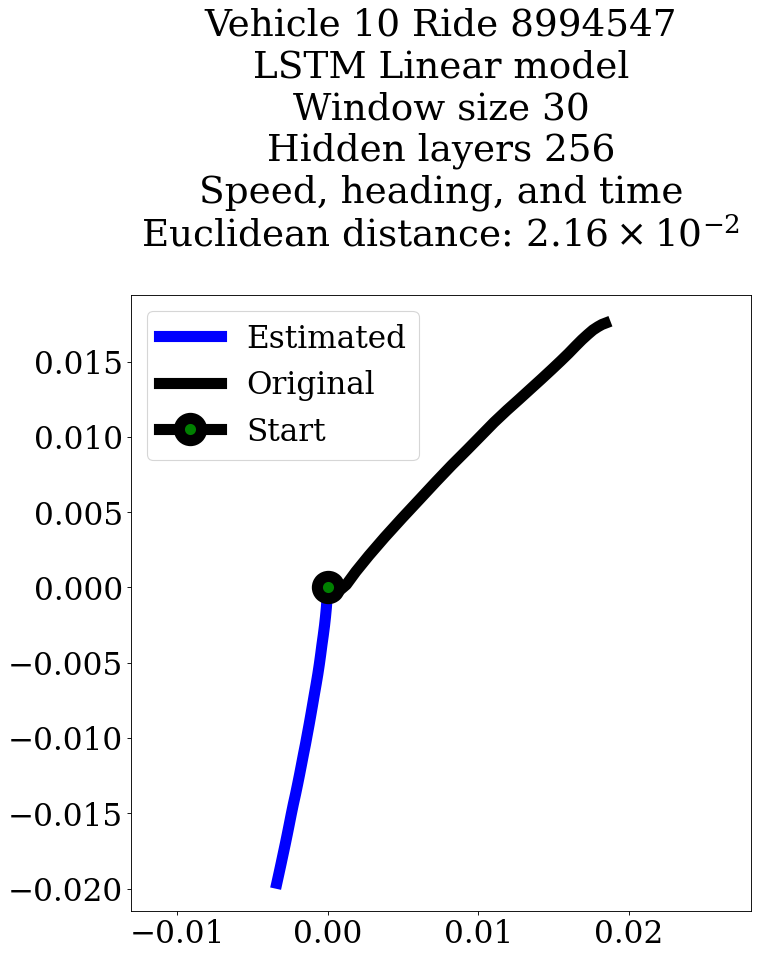 Vehicle 10 Ride 8994547
LSTM Linear model
Window size 30
Hidden layers 256
Speed, heading, and time
Euclidean distance: 2.16 × 10⁻²
Estimated
Original
Start
0.015
0.010
0.005
0.000
−0.005
−0.010
−0.015
−0.020
−0.01 0.00 0.01 0.02